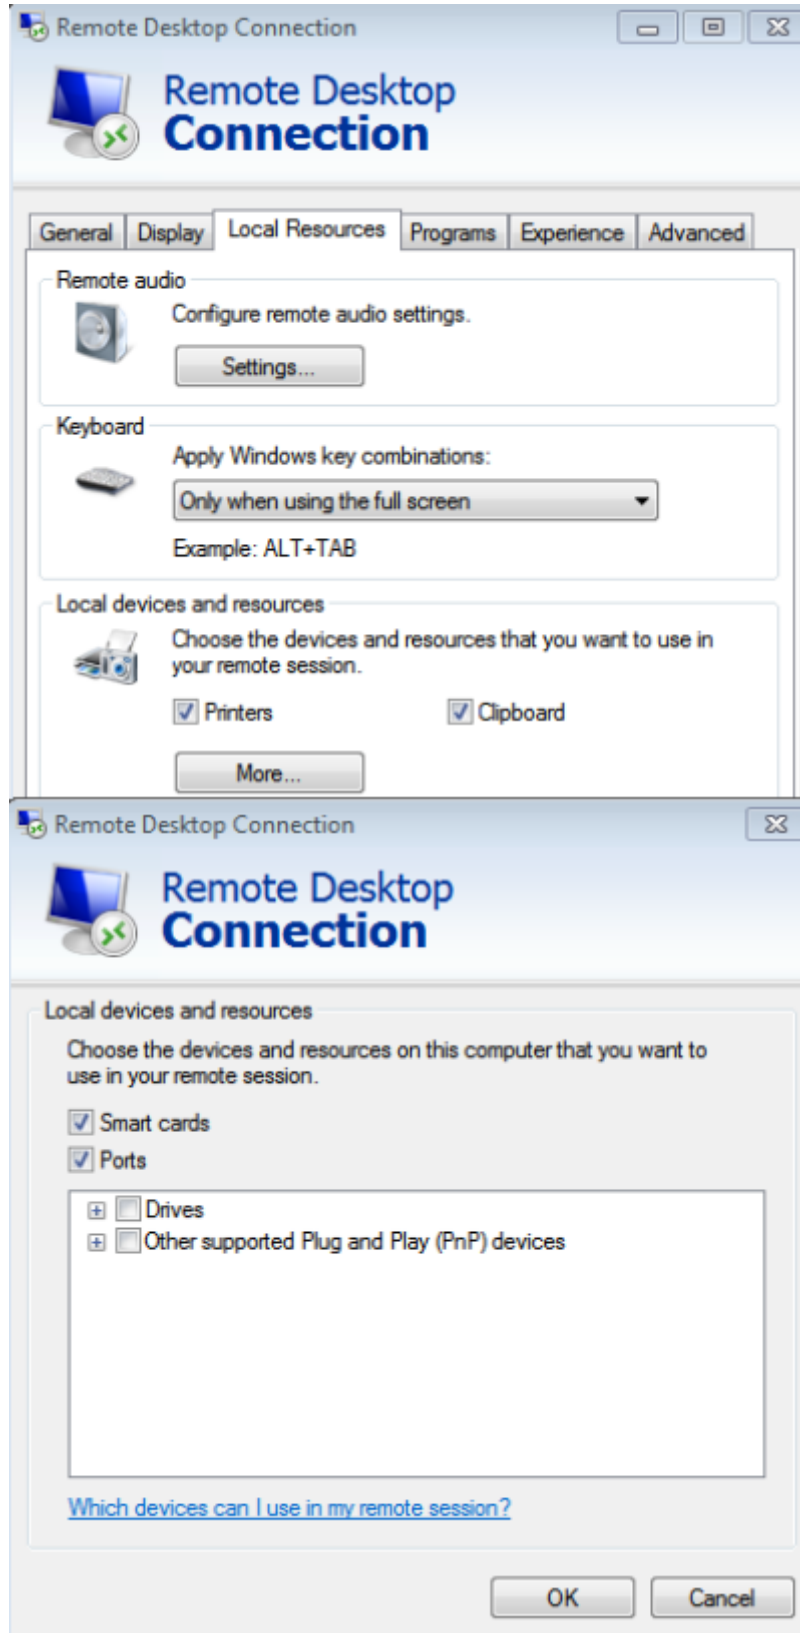 Remote Desktop Connection
Remote Desktop
Connection
General Display Local Resources Programs Experience Advanced
Remote audio
Configure remote audio settings.
Settings...
Keyboard
Apply Windows key combinations:
Only when using the full screen
Example: ALT+TAB
Local devices and resources
Choose the devices and resources that you want to use in
your remote session.
Printers Clipboard
More...
Remote Desktop Connection
Remote Desktop
Connection
Local devices and resources
Choose the devices and resources on this computer that you want to
use in your remote session.
Smart cards
Ports
Drives
Other supported Plug and Play (PnP) devices
Which devices can I use in my remote session?
OK Cancel